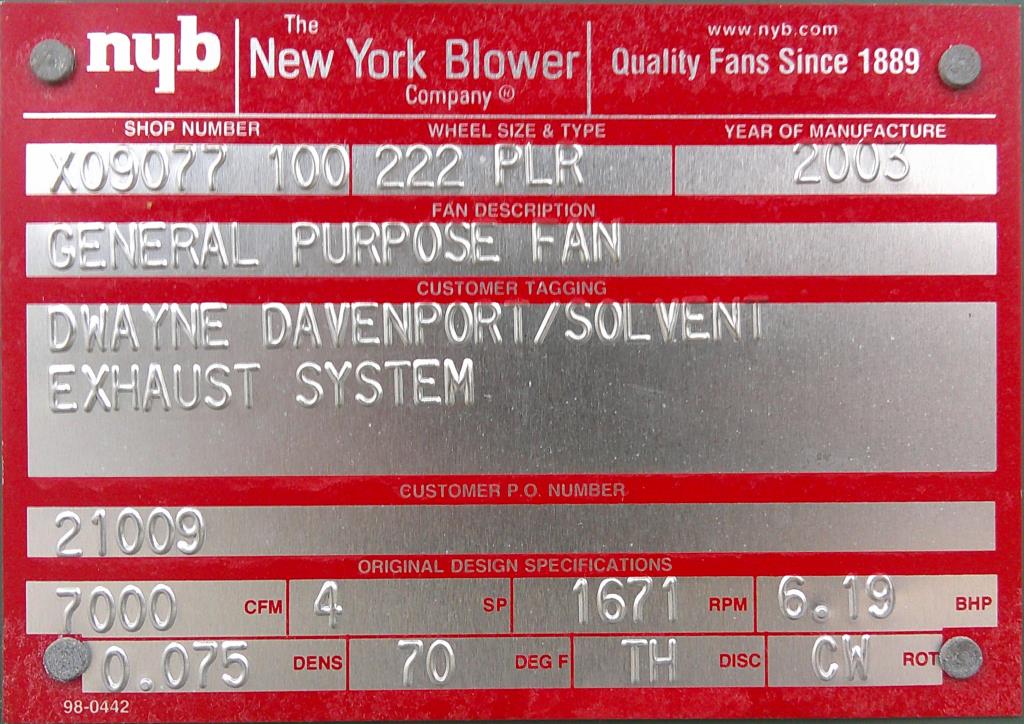 nyb
The
New York Blower
Company ®
www.nyb.com
Quality Fans Since 1889
SHOP NUMBER WHEEL SIZE & TYPE YEAR OF MANUFACTURE
X09077 100 222 PLR 2003
FAN DESCRIPTION
GENERAL PURPOSE FAN
CUSTOMER TAGGING
DWAYNE DAVENPORT/SOLVENT
EXHAUST SYSTEM
CUSTOMER P.O. NUMBER
21009
ORIGINAL DESIGN SPECIFICATIONS
7000 CFM 4 SP 1671 RPM 6.19 BHP
0.075 DENS 70 DEG F TH DISC CW ROT
98-0442